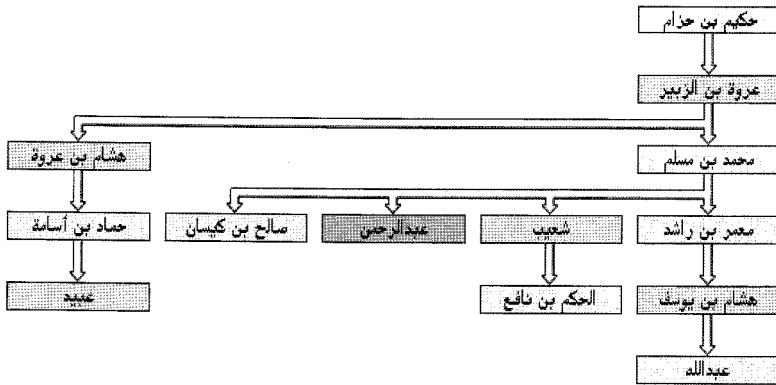 حكيم بن حزام
عروة بن الزبير
محمد بن مسلم
هشام بن عروة
معمر بن راشد
شعيب
عبدالرحمن
صالح بن كيسان
حماد بن أسامة
هشام بن يوسف
الحكم بن نافع
عبيد
عبدالله